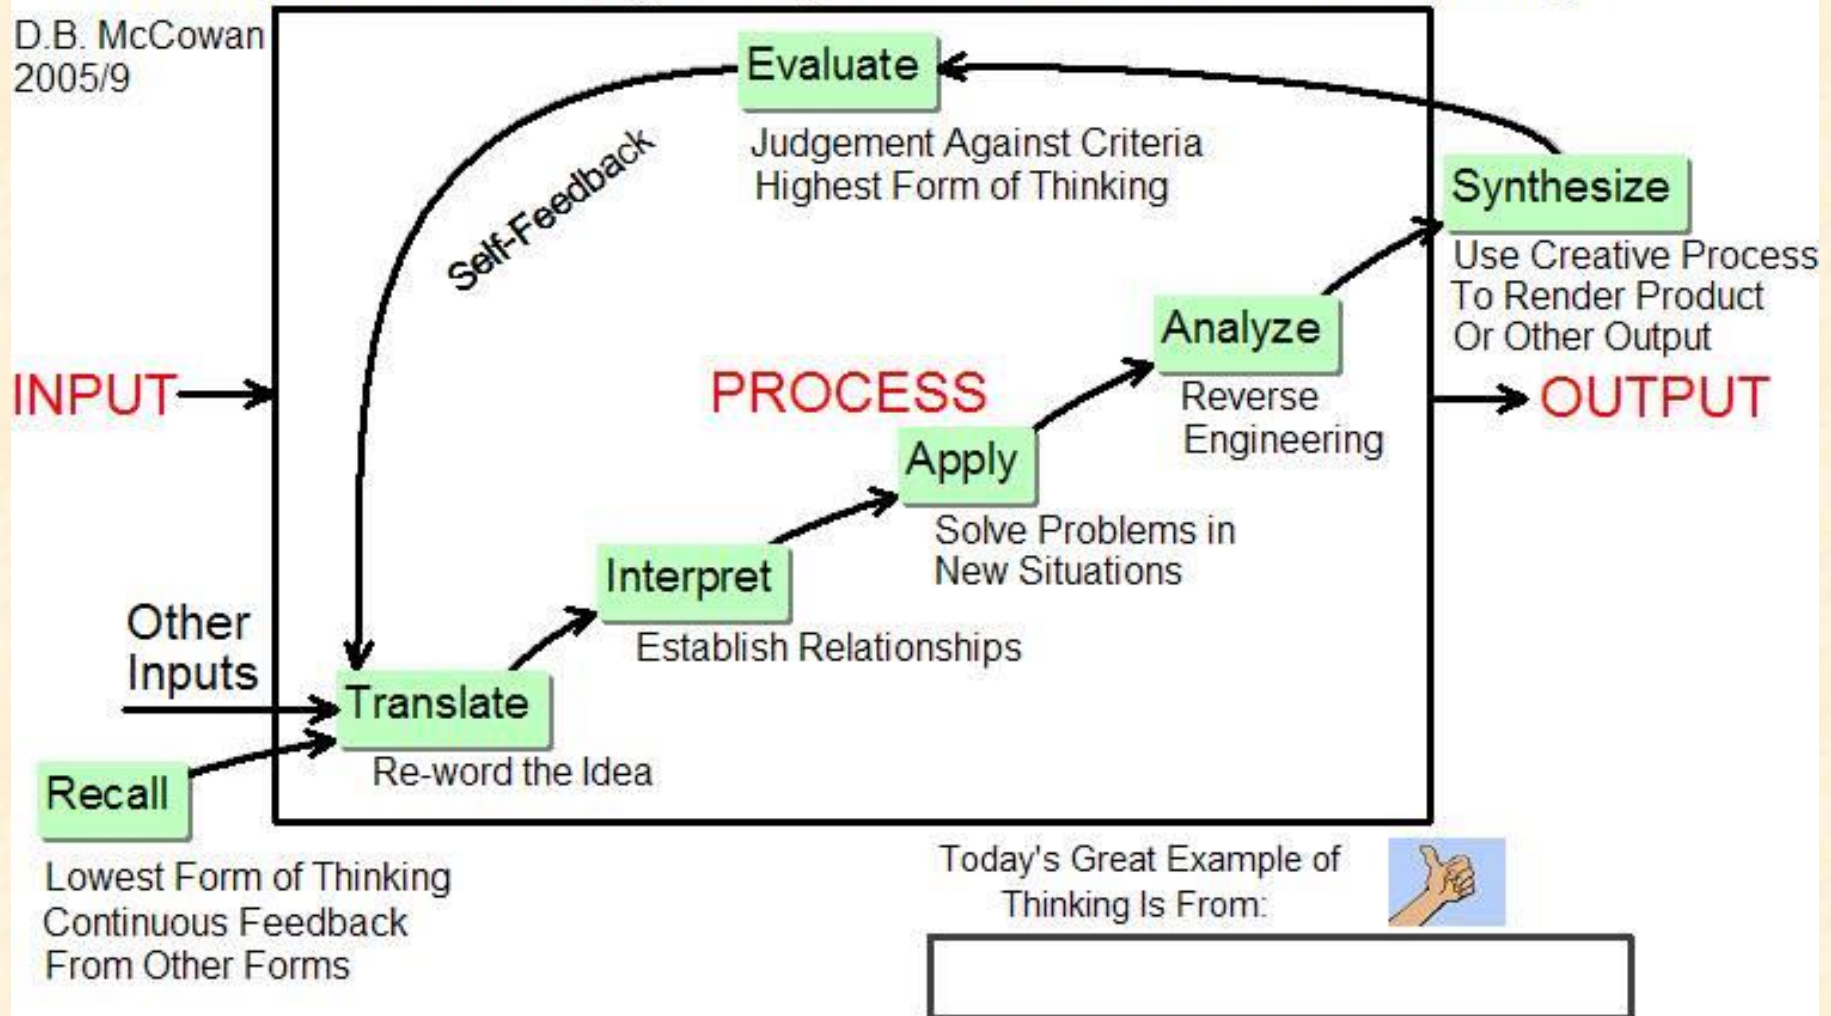 D.B. McCowan
2005/9
Evaluate
Judgement Against Criteria
Highest Form of Thinking
Self-Feedback
Synthesize
Use Creative Process
To Render Product
Or Other Output
Analyze
Reverse
Engineering
INPUT
PROCESS
OUTPUT
Apply
Solve Problems in
New Situations
Interpret
Establish Relationships
Other
Inputs
Translate
Re-word the Idea
Recall
Lowest Form of Thinking
Continuous Feedback
From Other Forms
Today's Great Example of
Thinking Is From: